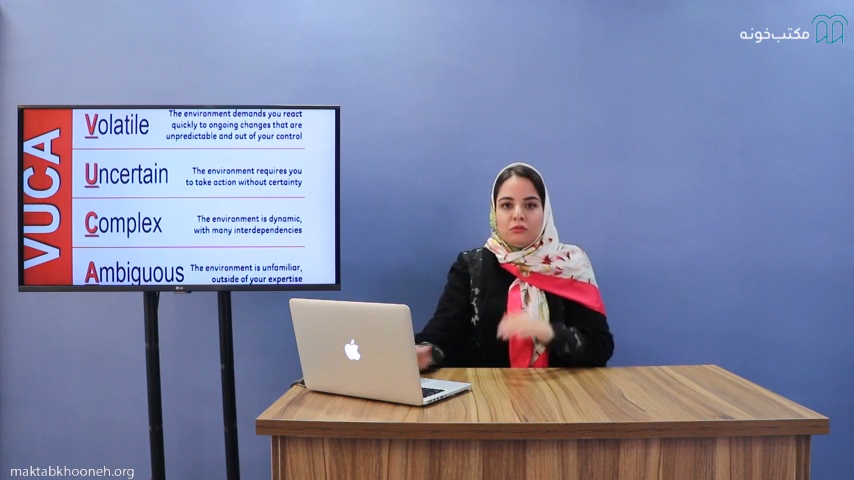 مکتب‌خونه
VUCA
Volatile
The environment demands you react
quickly to ongoing changes that are
unpredictable and out of your control
Uncertain
The environment requires you
to take action without certainty
Complex
The environment is dynamic,
with many interdependencies
Ambiguous
The environment is unfamiliar,
outside of your expertise
LG
maktabkhooneh.org